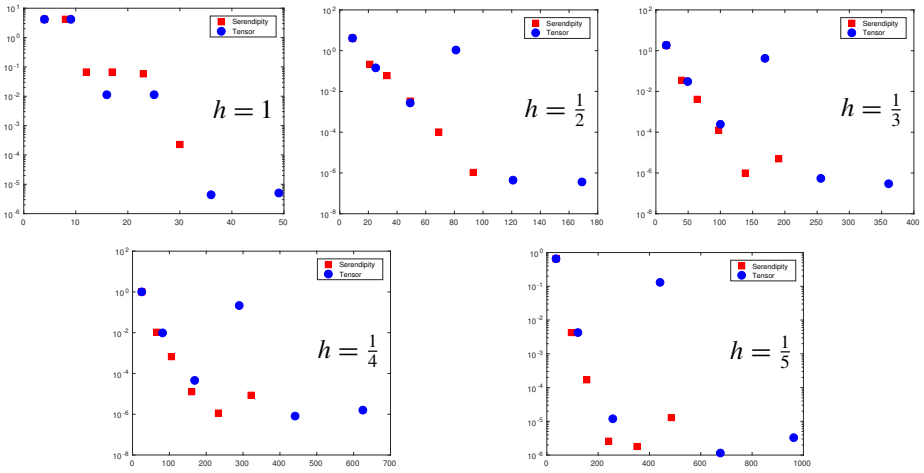 10^1
10^0
10^-1
10^-2
10^-3
10^-4
10^-5
10^-6
0 10 20 30 40 50
Serendipity
Tensor
h = 1
10^2
10^0
10^-2
10^-4
10^-6
10^-8
0 20 40 60 80 100 120 140 160 180
Serendipity
Tensor
h = 1/2
10^2
10^0
10^-2
10^-4
10^-6
10^-8
0 50 100 150 200 250 300 350 400
Serendipity
Tensor
h = 1/3
10^2
10^0
10^-2
10^-4
10^-6
10^-8
0 100 200 300 400 500 600 700
Serendipity
Tensor
h = 1/4
10^0
10^-1
10^-2
10^-3
10^-4
10^-5
10^-6
0 200 400 600 800 1000
Serendipity
Tensor
h = 1/5